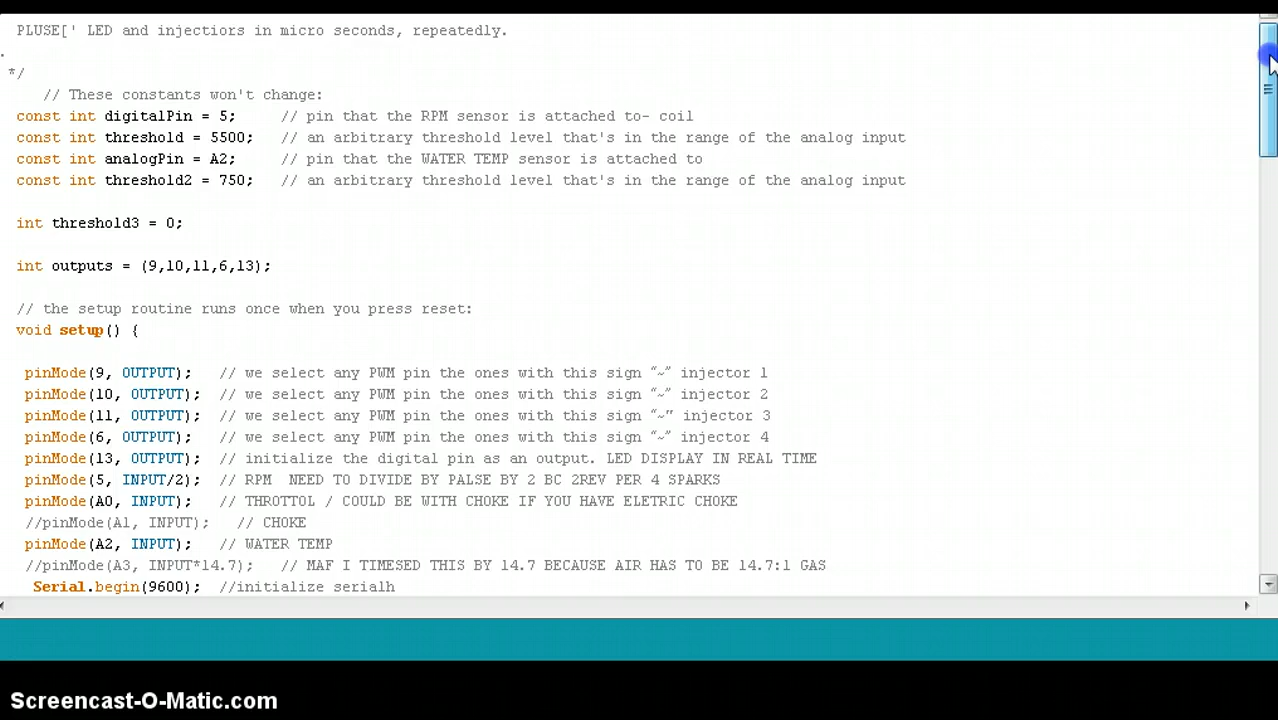 PLUSE[' LED and injectiors in micro seconds, repeatedly.
.
*/
// These constants won't change:
const int digitalPin = 5; // pin that the RPM sensor is attached to- coil
const int threshold = 5500; // an arbitrary threshold level that's in the range of the analog input
const int analogPin = A2; // pin that the WATER TEMP sensor is attached to
const int threshold2 = 750; // an arbitrary threshold level that's in the range of the analog input
int threshold3 = 0;
int outputs = (9,10,11,6,13);
// the setup routine runs once when you press reset:
void setup() {
pinMode(9, OUTPUT); // we select any PWM pin the ones with this sign “~” injector 1
pinMode(10, OUTPUT); // we select any PWM pin the ones with this sign “~” injector 2
pinMode(11, OUTPUT); // we select any PWM pin the ones with this sign “~” injector 3
pinMode(6, OUTPUT); // we select any PWM pin the ones with this sign “~” injector 4
pinMode(13, OUTPUT); // initialize the digital pin as an output. LED DISPLAY IN REAL TIME
pinMode(5, INPUT/2); // RPM NEED TO DIVIDE BY PALSE BY 2 BC 2REV PER 4 SPARKS
pinMode(A0, INPUT); // THROTTOL / COULD BE WITH CHOKE IF YOU HAVE ELETRIC CHOKE
//pinMode(A1, INPUT); // CHOKE
pinMode(A2, INPUT); // WATER TEMP
//pinMode(A3, INPUT*14.7); // MAF I TIMESED THIS BY 14.7 BECAUSE AIR HAS TO BE 14.7:1 GAS
Serial.begin(9600); //initialize serialh
Screencast-O-Matic.com